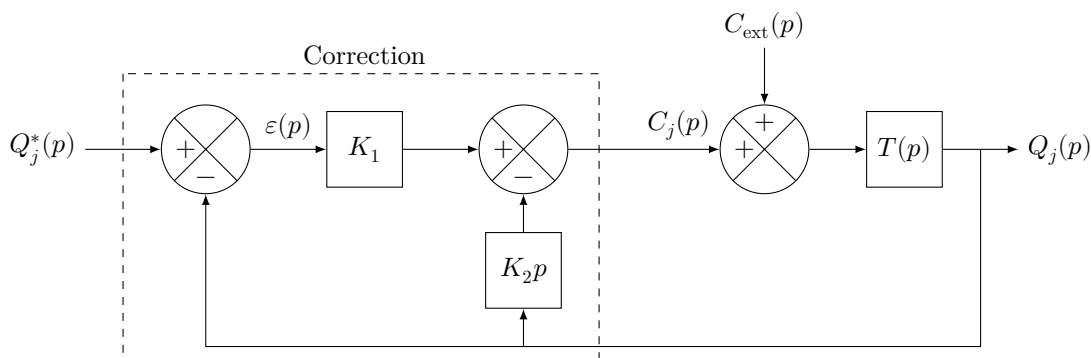 C_ext(p)
Correction
Q_j^*(p)
+
−
ε(p)
K_1
+
−
C_j(p)
+
+
T(p)
Q_j(p)
K_2p